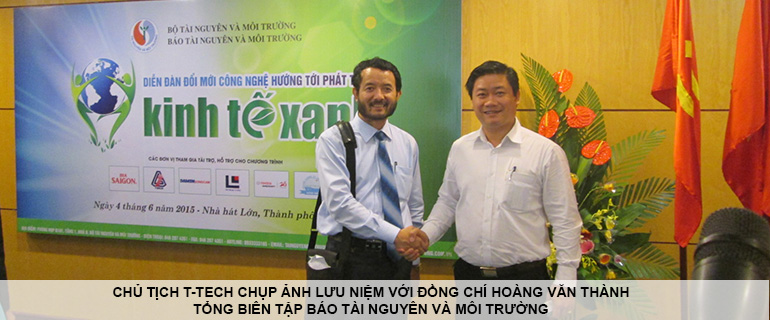 BỘ TÀI NGUYÊN VÀ MÔI TRƯỜNG
BÁO TÀI NGUYÊN VÀ MÔI TRƯỜNG
DIỄN ĐÀN ĐỔI MỚI CÔNG NGHỆ HƯỚNG TỚI PHÁT
kinh tế xan
CÁC ĐƠN VỊ THAM GIA TÀI TRỢ, HỖ TRỢ CHO CHƯƠNG TRÌNH
SAIGON
Ngày 4 tháng 6 năm 2015 - Nhà hát Lớn, Thành phố
CHỦ TỊCH T-TECH CHỤP ẢNH LƯU NIỆM VỚI ĐỒNG CHÍ HOÀNG VĂN THÀNH
TỔNG BIÊN TẬP BÁO TÀI NGUYÊN VÀ MÔI TRƯỜNG